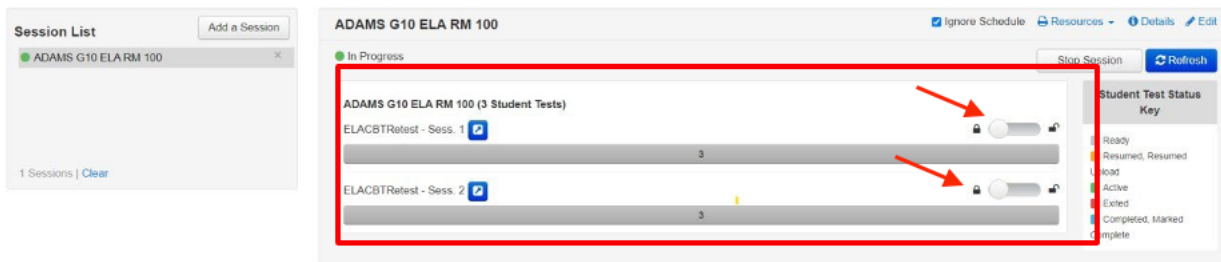 Session List
Add a Session
ADAMS G10 ELA RM 100 ×
1 Sessions | Clear
ADAMS G10 ELA RM 100
Ignore Schedule
Resources
Details
Edit
In Progress
Stop Session
Refresh
ADAMS G10 ELA RM 100 (3 Student Tests)
ELACBTRetest - Sess. 1
3
ELACBTRetest - Sess. 2
3
Student Test Status
Key
Ready
Resumed, Resumed
Upload
Active
Exited
Completed, Marked
Complete